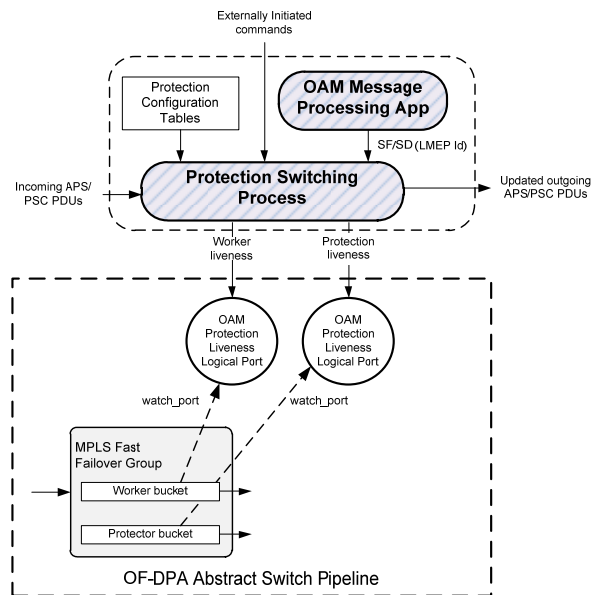 Externally Initiated
commands
Protection
Configuration
Tables
OAM Message
Processing App
SF/SD (LMEP Id)
Incoming APS/
PSC PDUs
Protection Switching
Process
Updated outgoing
APS/PSC PDUs
Worker
liveness
Protection
liveness
OAM
Protection
Liveness
Logical Port
OAM
Protection
Liveness
Logical Port
watch_port
watch_port
MPLS Fast
Failover Group
Worker bucket
Protector bucket
OF-DPA Abstract Switch Pipeline